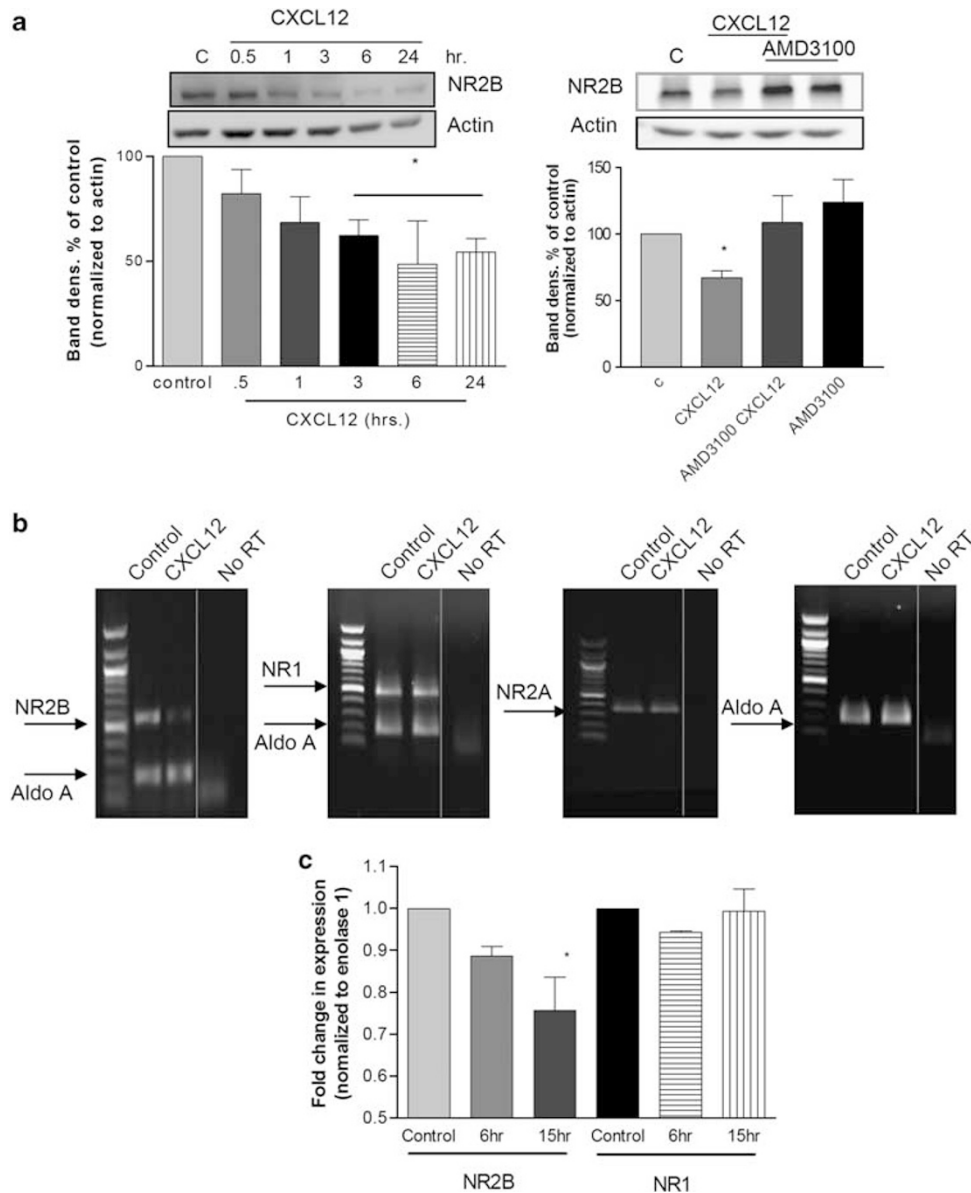 a
CXCL12
C 0.5 1 3 6 24 hr.
NR2B
Actin
Band dens. % of control
(normalized to actin)
100
50
0
*
control .5 1 3 6 24
CXCL12 (hrs.)
CXCL12
C AMD3100
NR2B
Actin
Band dens. % of control
(normalized to actin)
150
100
50
0
*
c
CXCL12
AMD3100 CXCL12
AMD3100
b
Control
CXCL12
No RT
NR2B
Aldo A
Control
CXCL12
No RT
NR1
Aldo A
Control
CXCL12
No RT
NR2A
Control
CXCL12
No RT
Aldo A
c
Fold change in expression
(nomalized to enolase 1)
1.1
1.0
0.9
0.8
0.7
0.6
0.5
*
Control 6hr 15hr Control 6hr 15hr
NR2B NR1